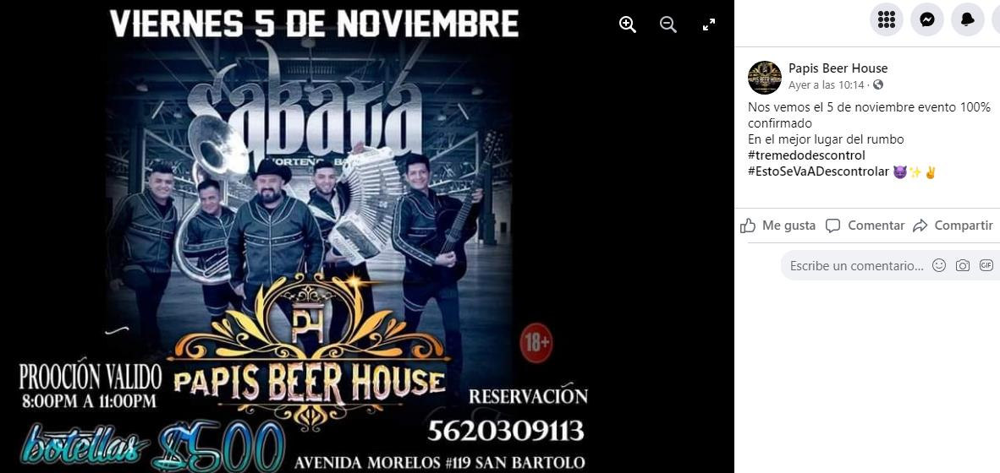 VIERNES 5 DE NOVIEMBRE
Sabata
NORTEÑO
PH
18+
PROOCIÓN VALIDO
8:00PM A 11:00PM
PAPIS BEER HOUSE
RESERVACIÓN
5620309113
botellas $500
AVENIDA MORELOS #119 SAN BARTOLO
Papis Beer House
Ayer a las 10:14 ·
Nos vemos el 5 de noviembre evento 100%
confirmado
En el mejor lugar del rumbo
#tremedodescontrol
#EstoSeVaADescontrolar 😈✨✌
Me gusta Comentar Compartir
Escribe un comentario...
GIF